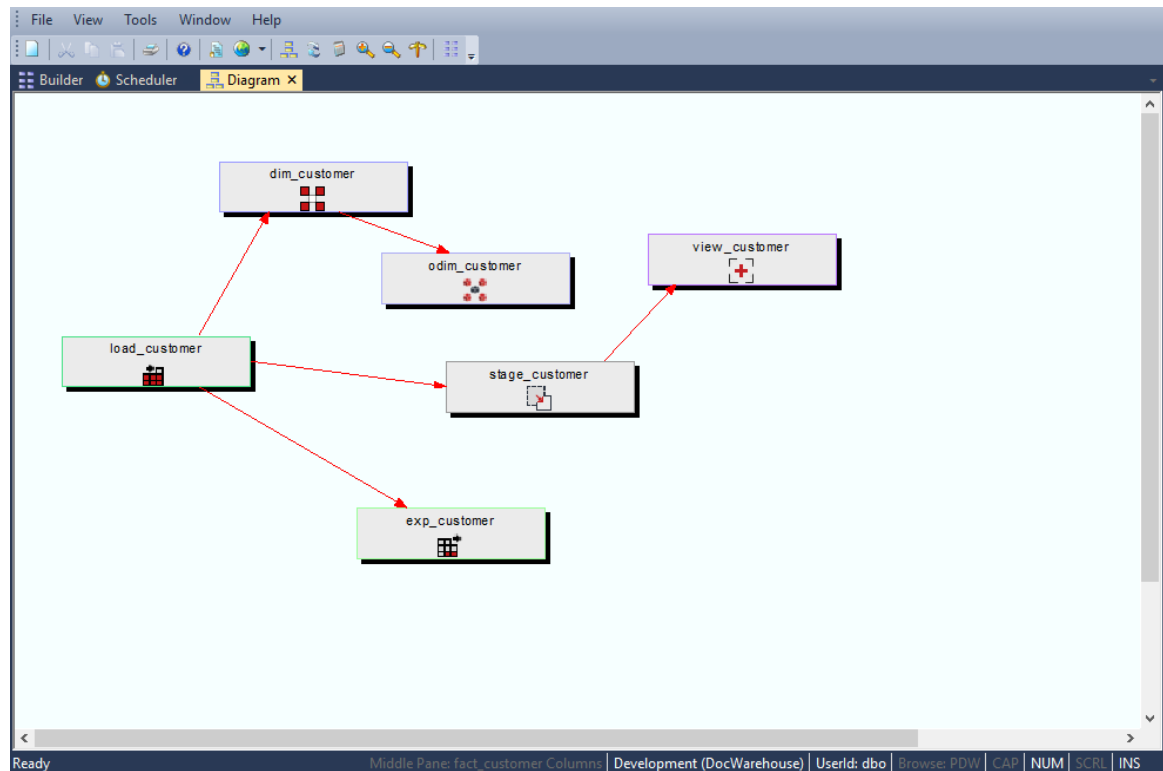 File View Tools Window Help
Builder Scheduler Diagram
dim_customer
view_customer
odim_customer
load_customer
stage_customer
exp_customer
Ready Middle Pane: fact_customer Columns Development (DocWarehouse) UserId: dbo Browse: PDW CAP NUM SCRL INS